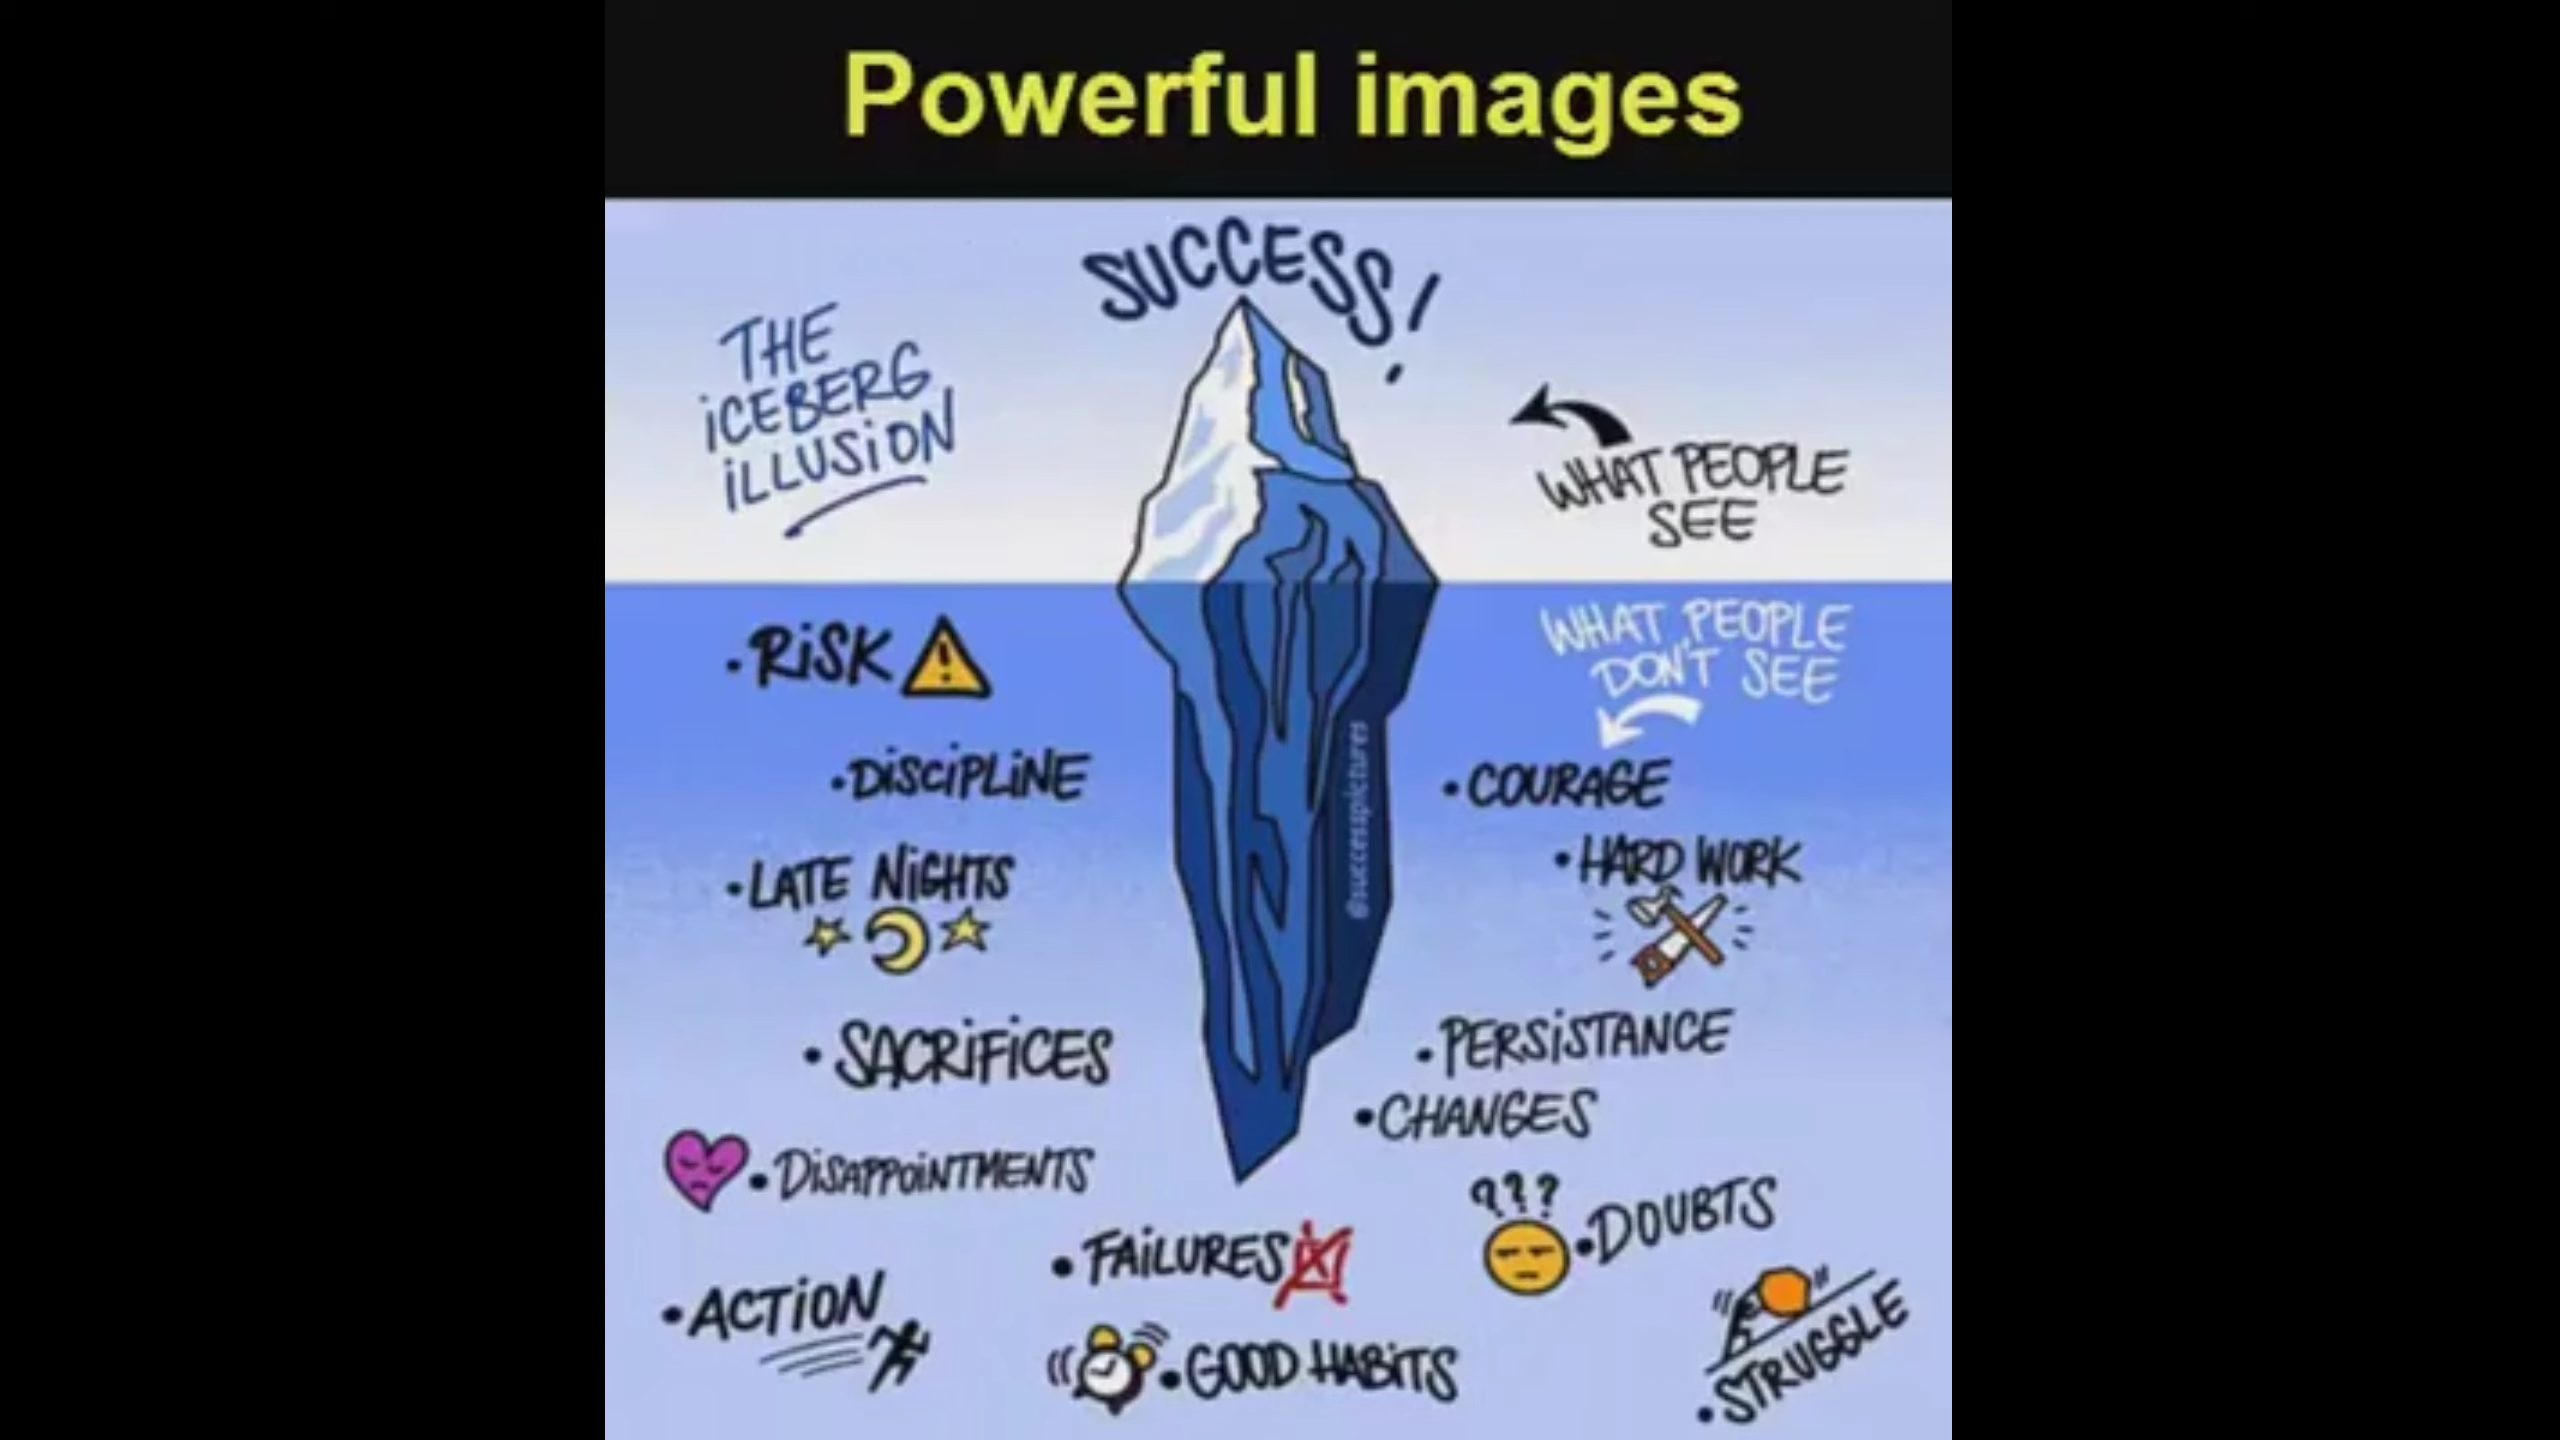 Powerful images
SUCCESS!
THE
ICEBERG
ILLUSION
WHAT PEOPLE
SEE
WHAT PEOPLE
DON'T SEE
• RISK
• DISCIPLINE
• LATE NIGHTS
• SACRIFICES
• DISAPPOINTMENTS
• ACTION
@successpictures
• COURAGE
• HARD WORK
• PERSISTANCE
• CHANGES
???
• DOUBTS
• FAILURES
• GOOD HABITS
• STRUGGLE